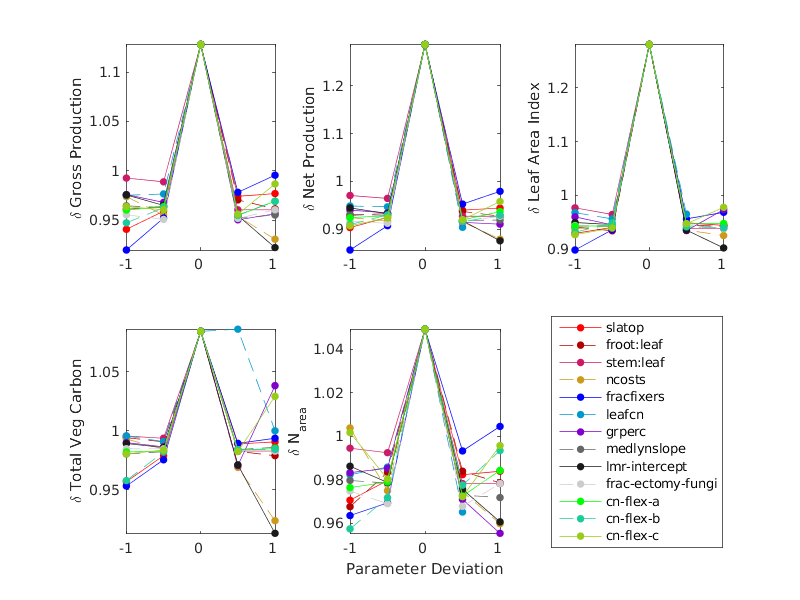 δ Gross Production
1.1
1.05
1
0.95
-1 0 1
δ Net Production
1.2
1.1
1
0.9
-1 0 1
δ Leaf Area Index
1.2
1.1
1
0.9
-1 0 1
δ Total Veg Carbon
1.05
1
0.95
-1 0 1
δ Narea
1.04
1.02
1
0.98
0.96
-1 0 1
Parameter Deviation
slatop
froot:leaf
stem:leaf
ncosts
fracfixers
leafcn
grperc
medlynslope
lmr-intercept
frac-ectomy-fungi
cn-flex-a
cn-flex-b
cn-flex-c